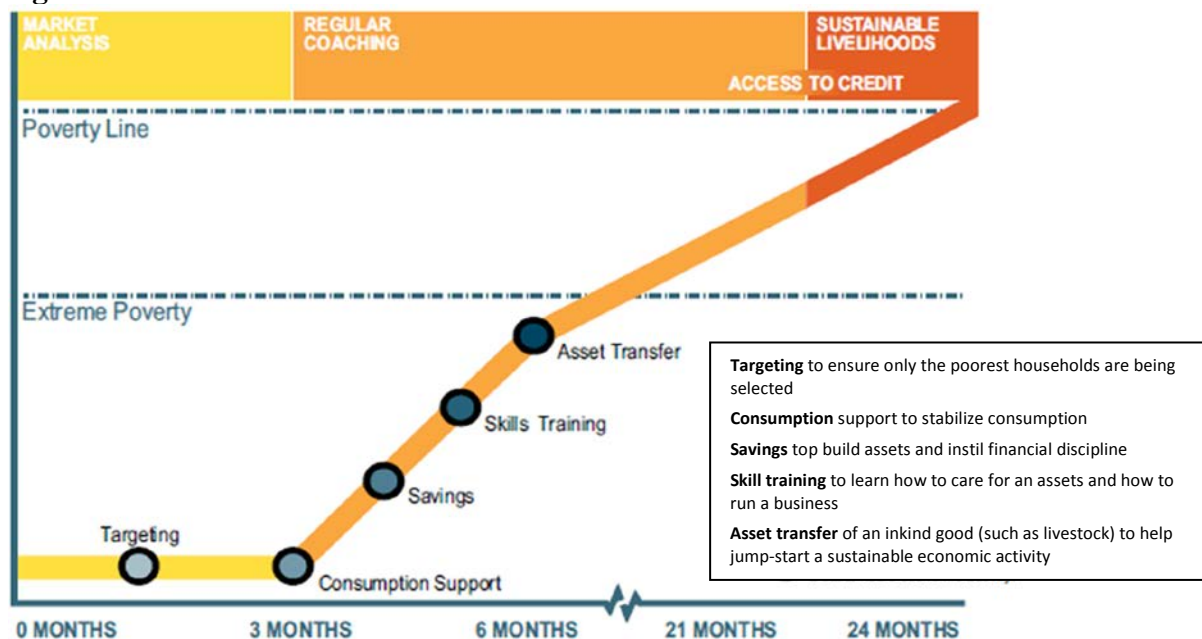 MARKET
ANALYSIS
REGULAR
COACHING
SUSTAINABLE
LIVELIHOODS
ACCESS TO CREDIT
Poverty Line
Extreme Poverty
Asset Transfer
Skills Training
Savings
Targeting
Consumption Support
Targeting to ensure only the poorest households are being
selected
Consumption support to stabilize consumption
Savings top build assets and instil financial discipline
Skill training to learn how to care for an assets and how to
run a business
Asset transfer of an inkind good (such as livestock) to help
jump-start a sustainable economic activity
0 MONTHS
3 MONTHS
6 MONTHS
21 MONTHS
24 MONTHS